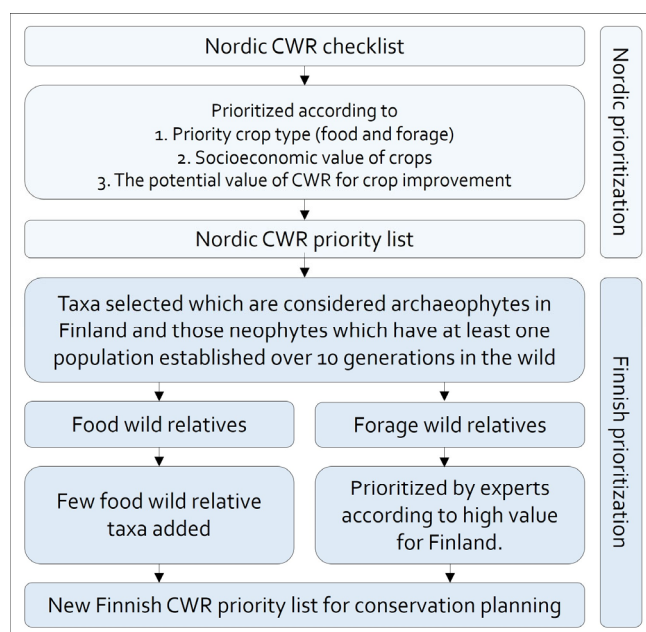 Nordic CWR checklist
Prioritized according to
1. Priority crop type (food and forage)
2. Socioeconomic value of crops
3. The potential value of CWR for crop improvement
Nordic CWR priority list
Nordic prioritization
Taxa selected which are considered archaeophytes in
Finland and those neophytes which have at least one
population established over 10 generations in the wild
Food wild relatives
Forage wild relatives
Few food wild relative
taxa added
Prioritized by experts
according to high value
for Finland.
New Finnish CWR priority list for conservation planning
Finnish prioritization